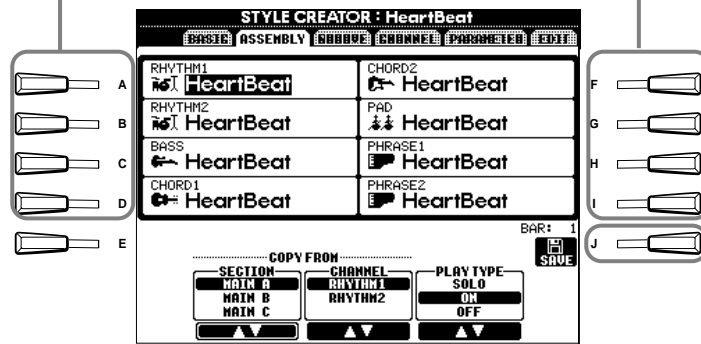 STYLE CREATOR : HeartBeat
BASIC ASSEMBLY GROOVE CHANNEL PARAMETER EDIT
A RHYTHM1 HeartBeat CHORD2 HeartBeat F
B RHYTHM2 HeartBeat PAD HeartBeat G
C BASS HeartBeat PHRASE1 HeartBeat H
D CHORD1 HeartBeat PHRASE2 HeartBeat I
E BAR: 1 J
SAVE
COPY FROM
SECTION CHANNEL PLAY TYPE
MAIN A RHYTHM1 SOLO
MAIN B RHYTHM2 ON
MAIN C OFF